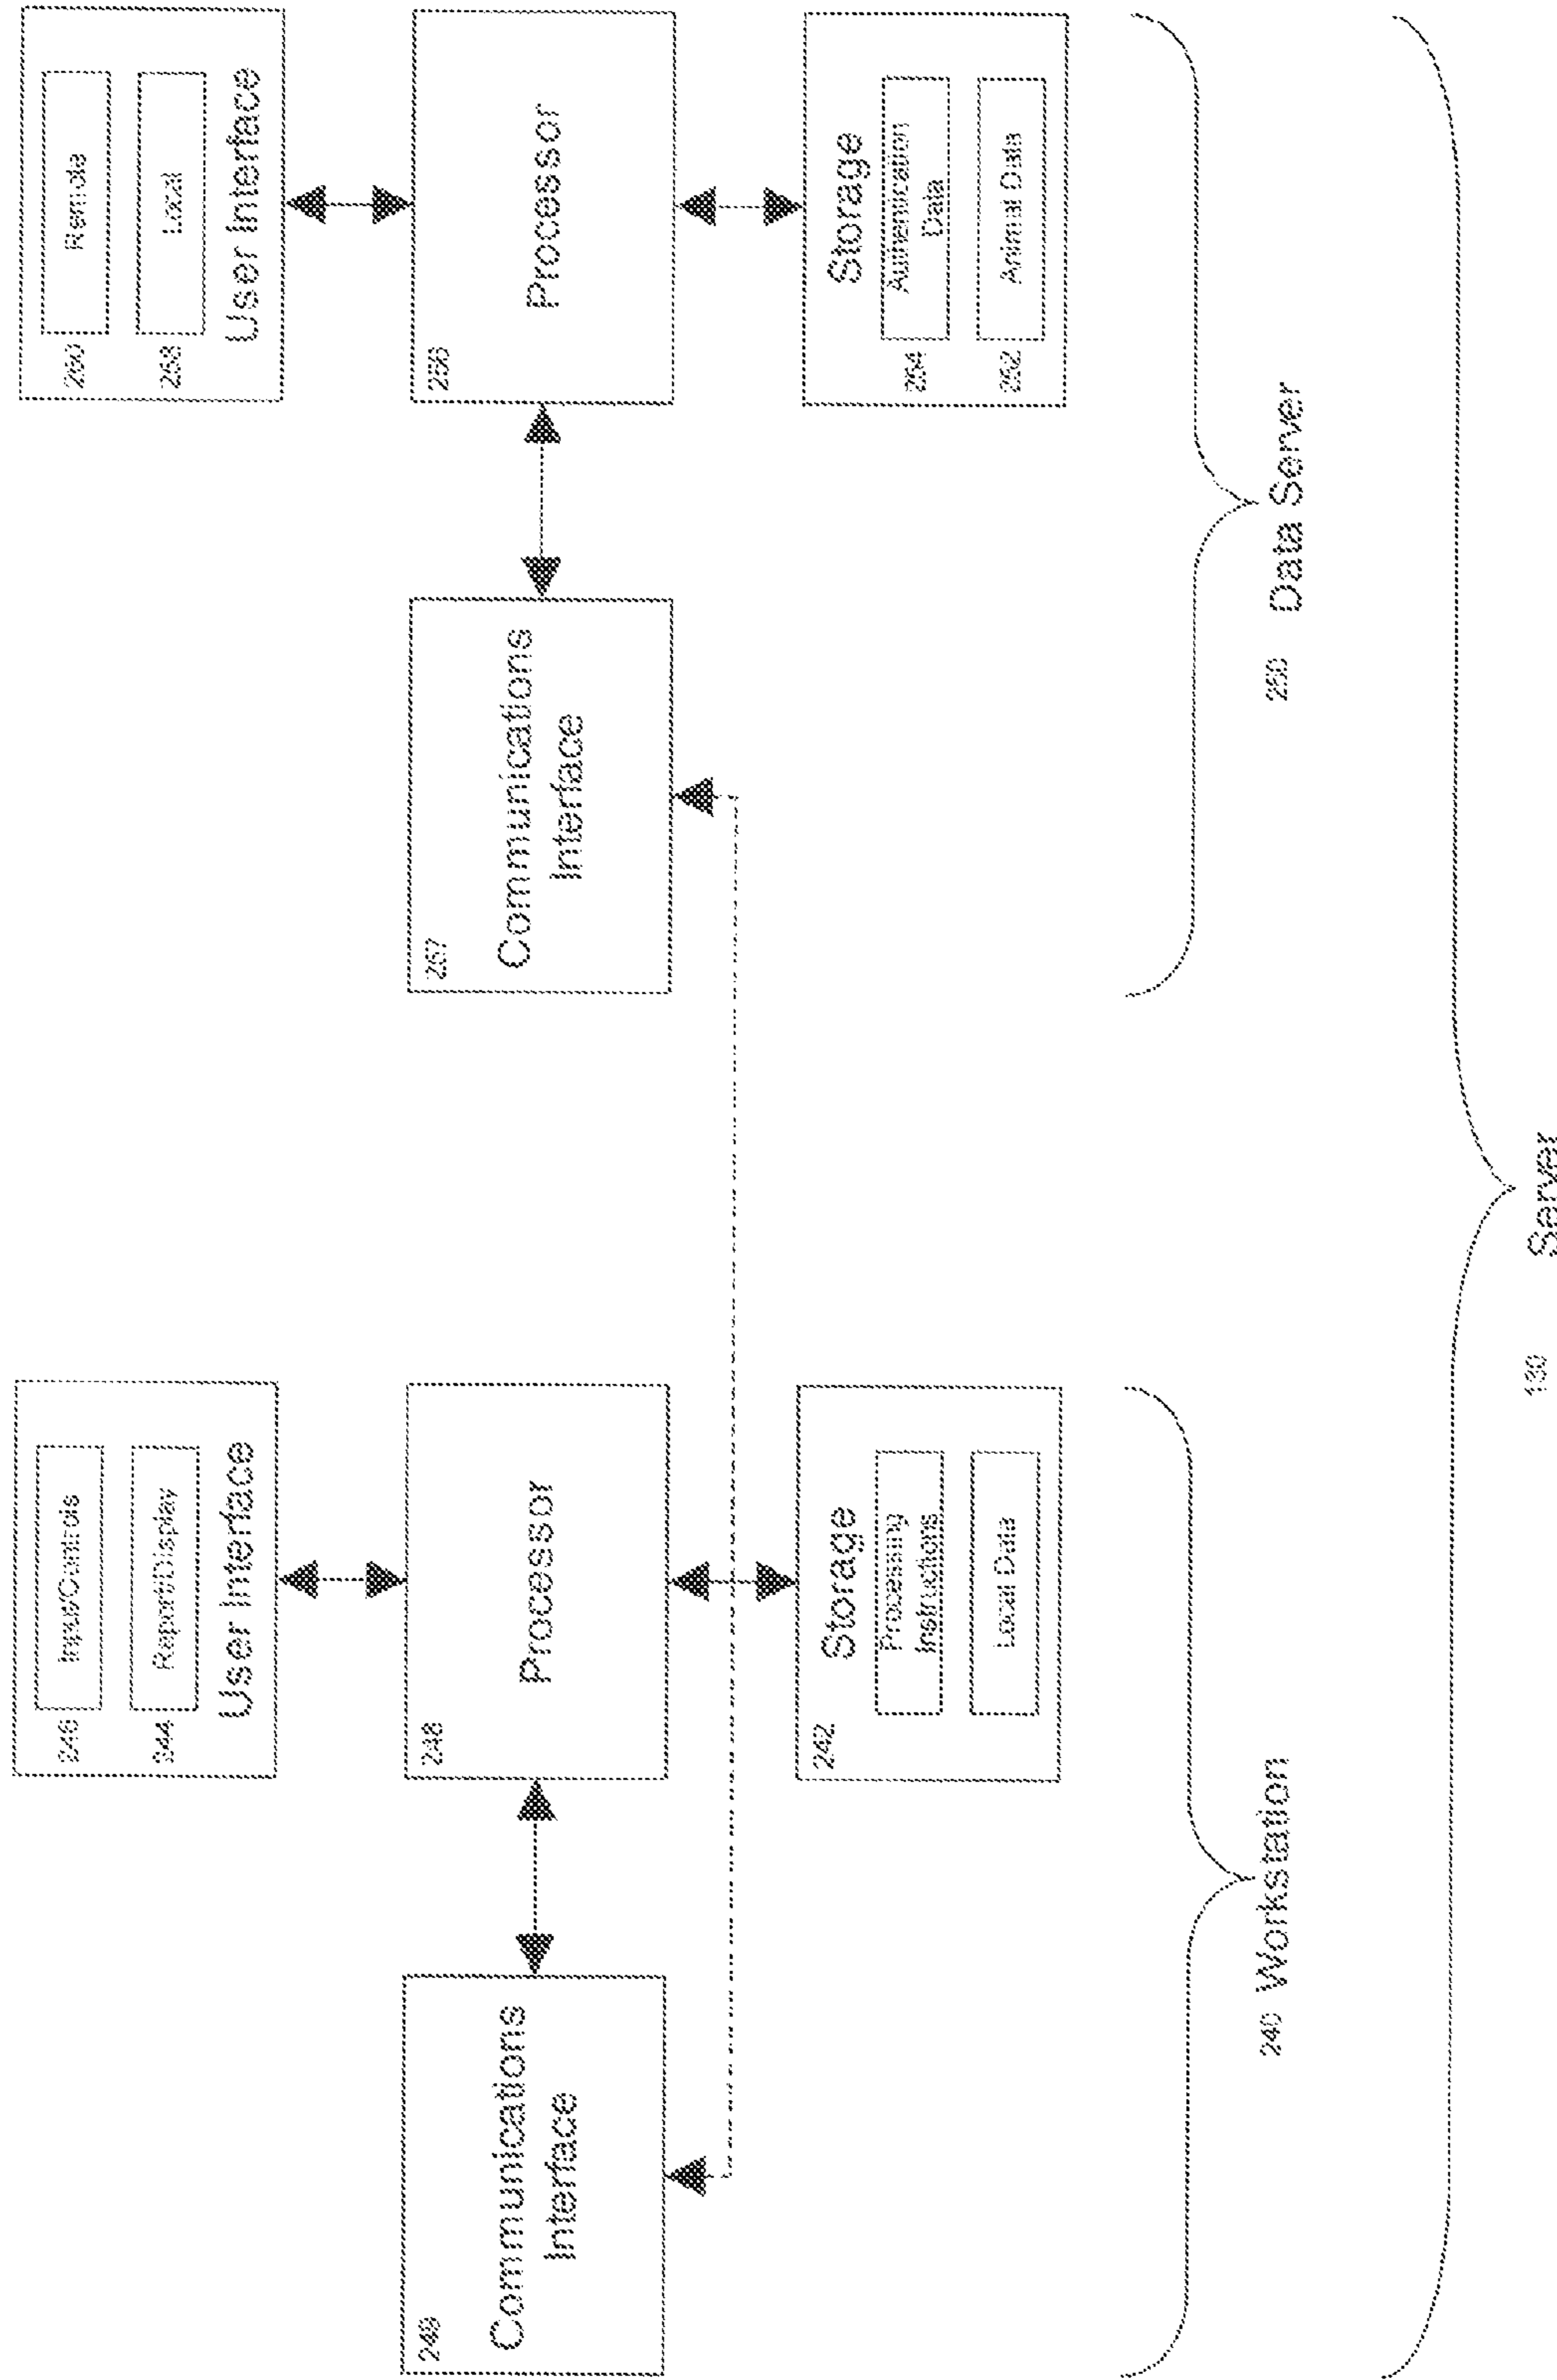 246 Input/Controls
244 Report/Display
User Interface
260 Remote
258 Local
User Interface
249
Communications
Interface
248
Processor
257
Communications
Interface
256
Processor
242
Storage
Processing
Instructions
Local Data
Storage
254 Authentication
Data
252 Animal Data
240 Workstation
250 Data Server
130 Server